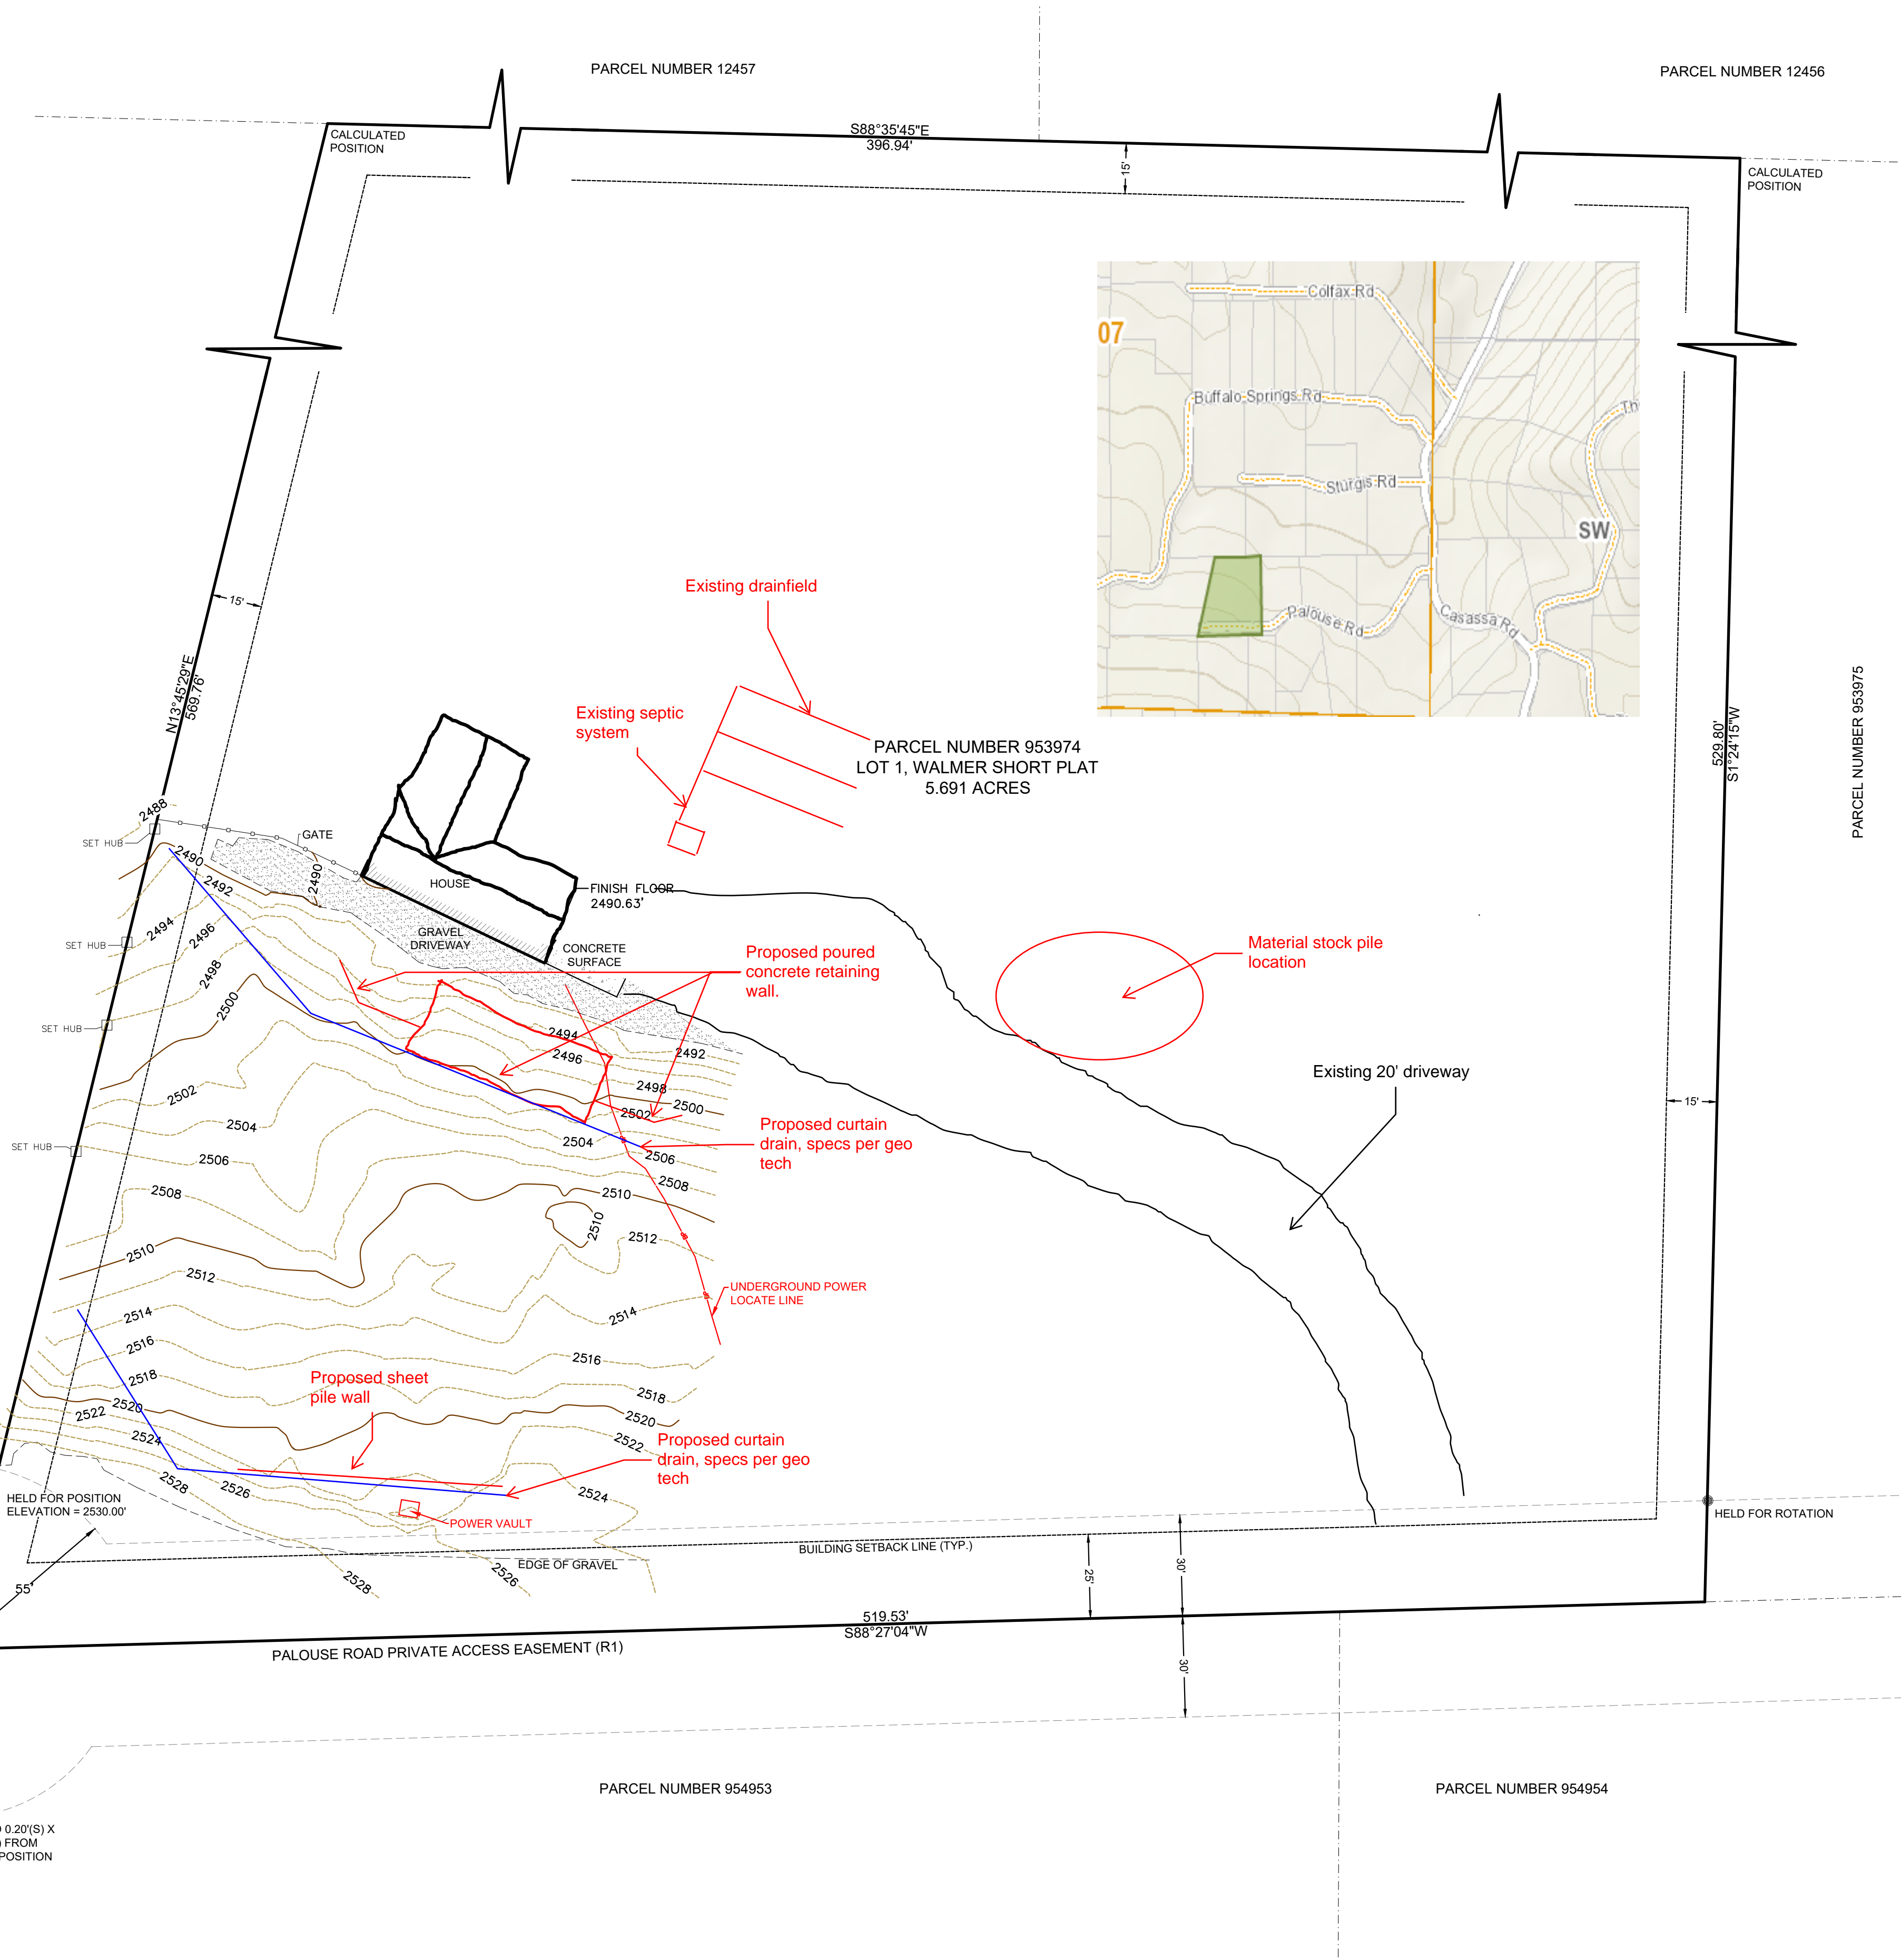 PARCEL NUMBER 12457
PARCEL NUMBER 12456
CALCULATED
POSITION
S88°35'45"E
396.94'
15'
CALCULATED
POSITION
Colfax Rd
07
Buffalo Springs Rd
Th
Sturgis Rd
SW
Palouse Rd
Casassa Rd
15'
Existing drainfield
N13°45'29"E
569.76'
Existing septic
system
PARCEL NUMBER 953974
LOT 1, WALMER SHORT PLAT
5.691 ACRES
529.80'
S1°24'15"W
PARCEL NUMBER 953975
2488
SET HUB
GATE
2490
2492
2490
HOUSE
FINISH FLOOR
2490.63'
2494
2496
SET HUB
GRAVEL
DRIVEWAY
CONCRETE
SURFACE
Proposed poured
concrete retaining
wall.
Material stock pile
location
2498
2500
SET HUB
2494
2496
2492
2498
2500
2502
Existing 20' driveway
15'
2502
2504
2504
2506
2508
Proposed curtain
drain, specs per geo
tech
SET HUB
2506
2508
2510
2510
2512
2510
2512
UNDERGROUND POWER
LOCATE LINE
2514
2514
2516
2516
2518
2518
Proposed sheet
pile wall
2520
2520
2522
2522
2524
Proposed curtain
drain, specs per geo
tech
2528
2526
2524
HELD FOR POSITION
ELEVATION = 2530.00'
POWER VAULT
HELD FOR ROTATION
BUILDING SETBACK LINE (TYP.)
EDGE OF GRAVEL
2528
2526
25'
30'
55'
519.53'
S88°27'04"W
PALOUSE ROAD PRIVATE ACCESS EASEMENT (R1)
30'
PARCEL NUMBER 954953
PARCEL NUMBER 954954
0.20'(S) X
FROM
POSITION